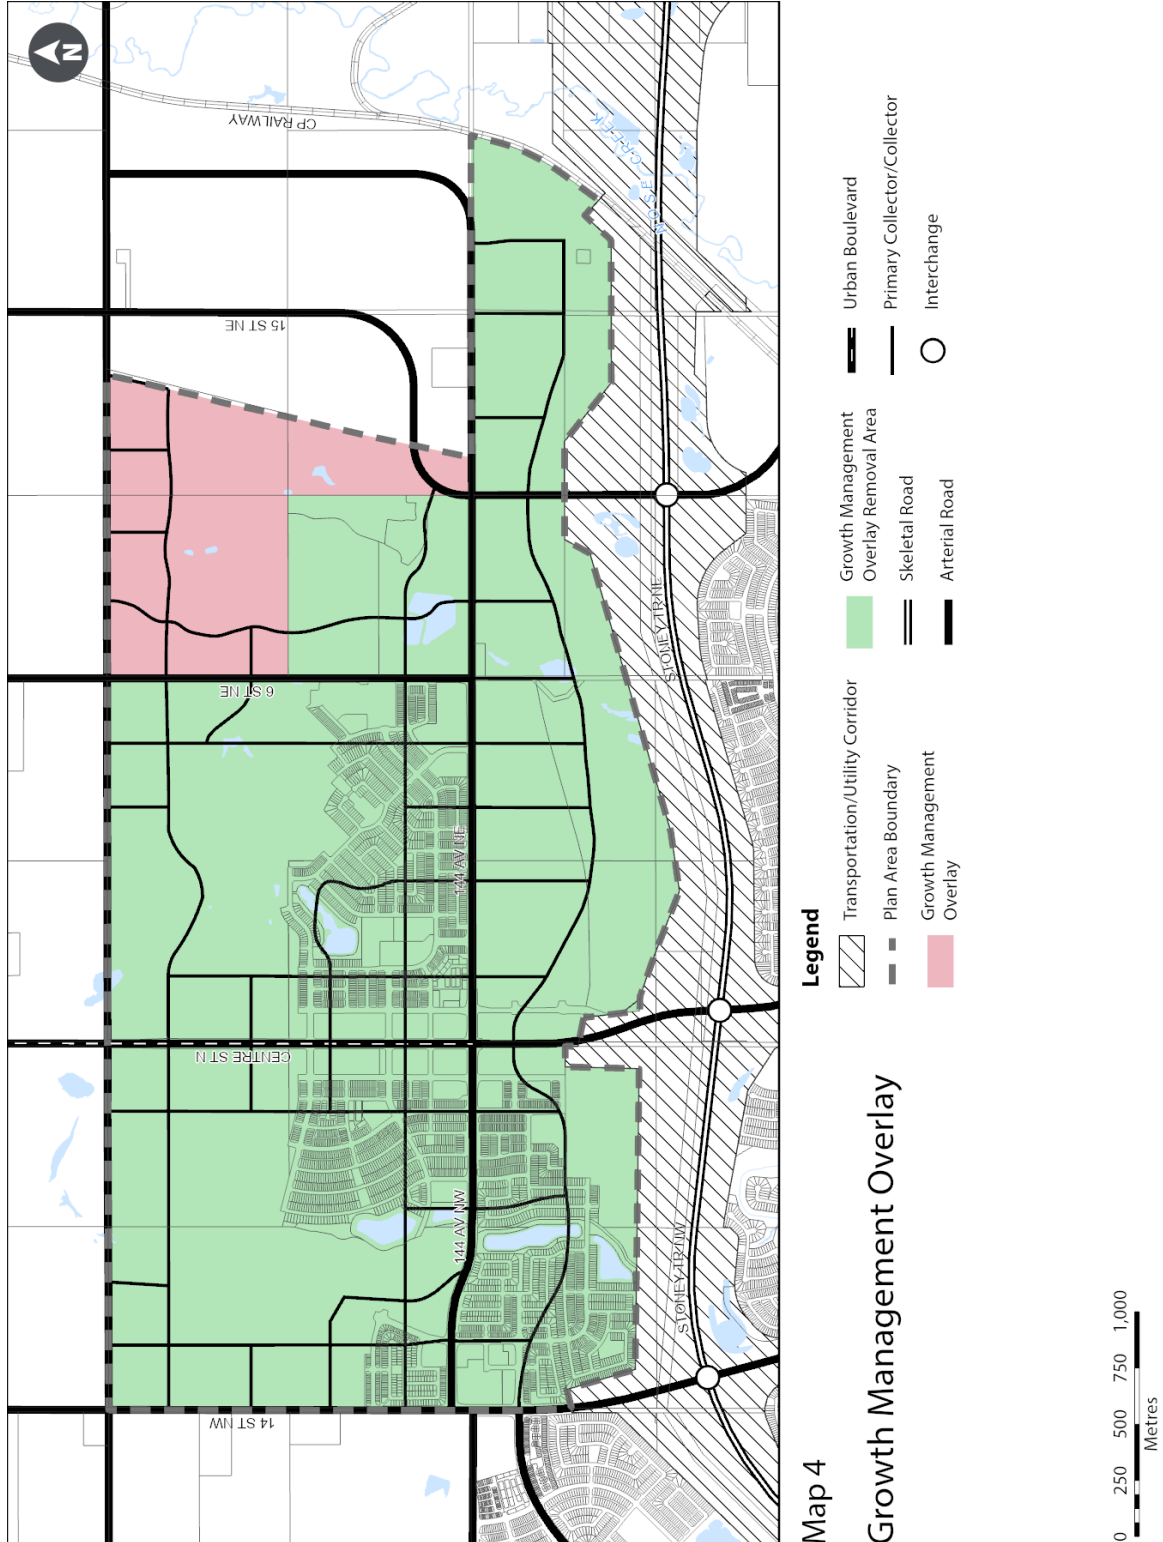 N
CP RAILWAY
15 ST NE
NOSE CREEK
6 ST NE
STONEY TR NE
144 AV NE
CENTRE ST N
144 AV NW
STONEY TR NW
14 ST NW
Map 4
Growth Management Overlay
Legend
Transportation/Utility Corridor
Plan Area Boundary
Growth Management
Overlay
Growth Management
Overlay Removal Area
Skeletal Road
Arterial Road
Urban Boulevard
Primary Collector/Collector
Interchange
0 250 500 750 1,000
Metres